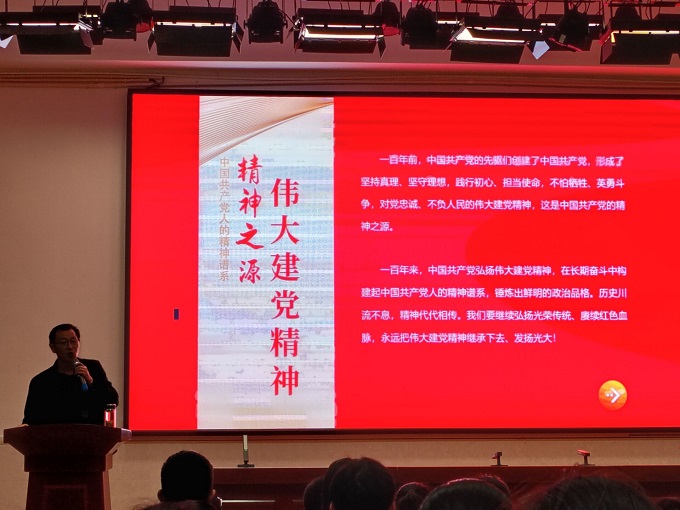 中国共产党人的精神谱系
精神之源
伟大建党精神
一百年前，中国共产党的先驱们创建了中国共产党，形成了
坚持真理、坚守理想，践行初心、担当使命，不怕牺牲、英勇斗
争，对党忠诚、不负人民的伟大建党精神，这是中国共产党的精
神之源。
一百年来，中国共产党弘扬伟大建党精神，在长期奋斗中构
建起中国共产党人的精神谱系，锤炼出鲜明的政治品格。历史川
流不息，精神代代相传。我们要继续弘扬光荣传统、赓续红色血
脉，永远把伟大建党精神继承下去、发扬光大！